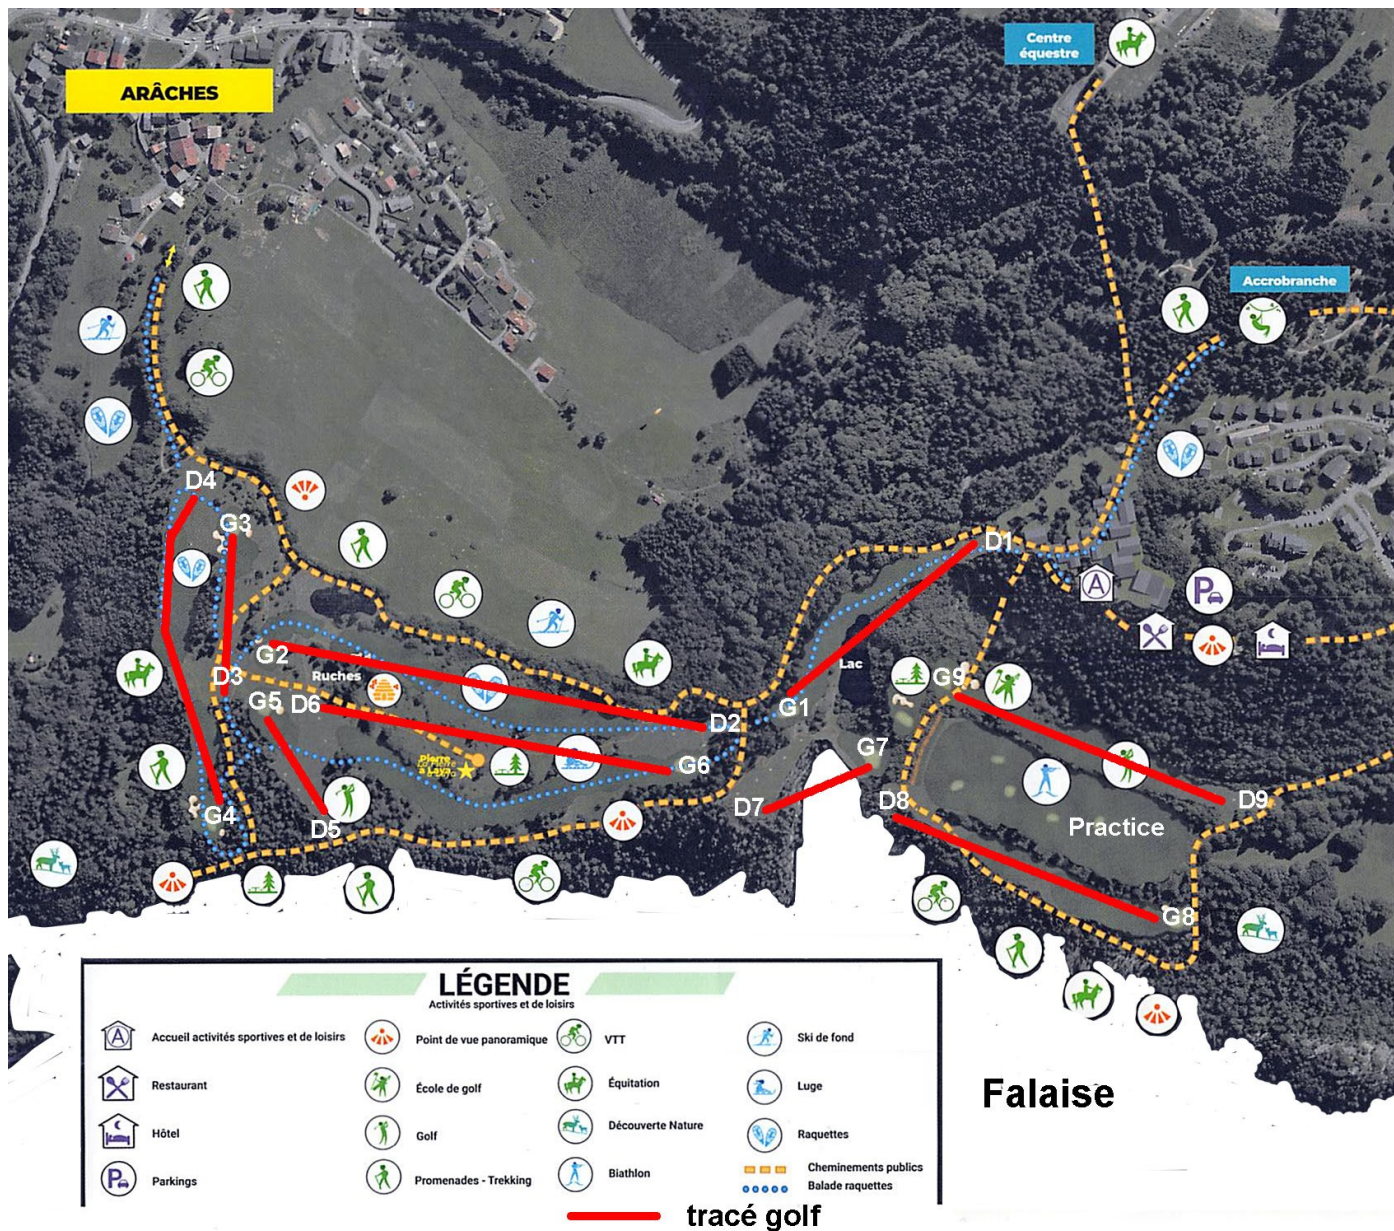 Centre
équestre
ARÂCHES
Accrobranche
D4
G3
D1
A
P
G2
Ruches
D3
G5
D6
Lac
G9
G1
D2
G7
G6
Pierre
à Laya
D7
D8
D9
D5
G4
Practice
G8
LÉGENDE
Activités sportives et de loisirs
A
Accueil activités sportives et de loisirs
Point de vue panoramique
VTT
Ski de fond
Restaurant
École de golf
Équitation
Luge
Hôtel
Golf
Découverte Nature
Raquettes
P
Parkings
Promenades - Trekking
Biathlon
Cheminements publics
Balade raquettes
Falaise
tracé golf